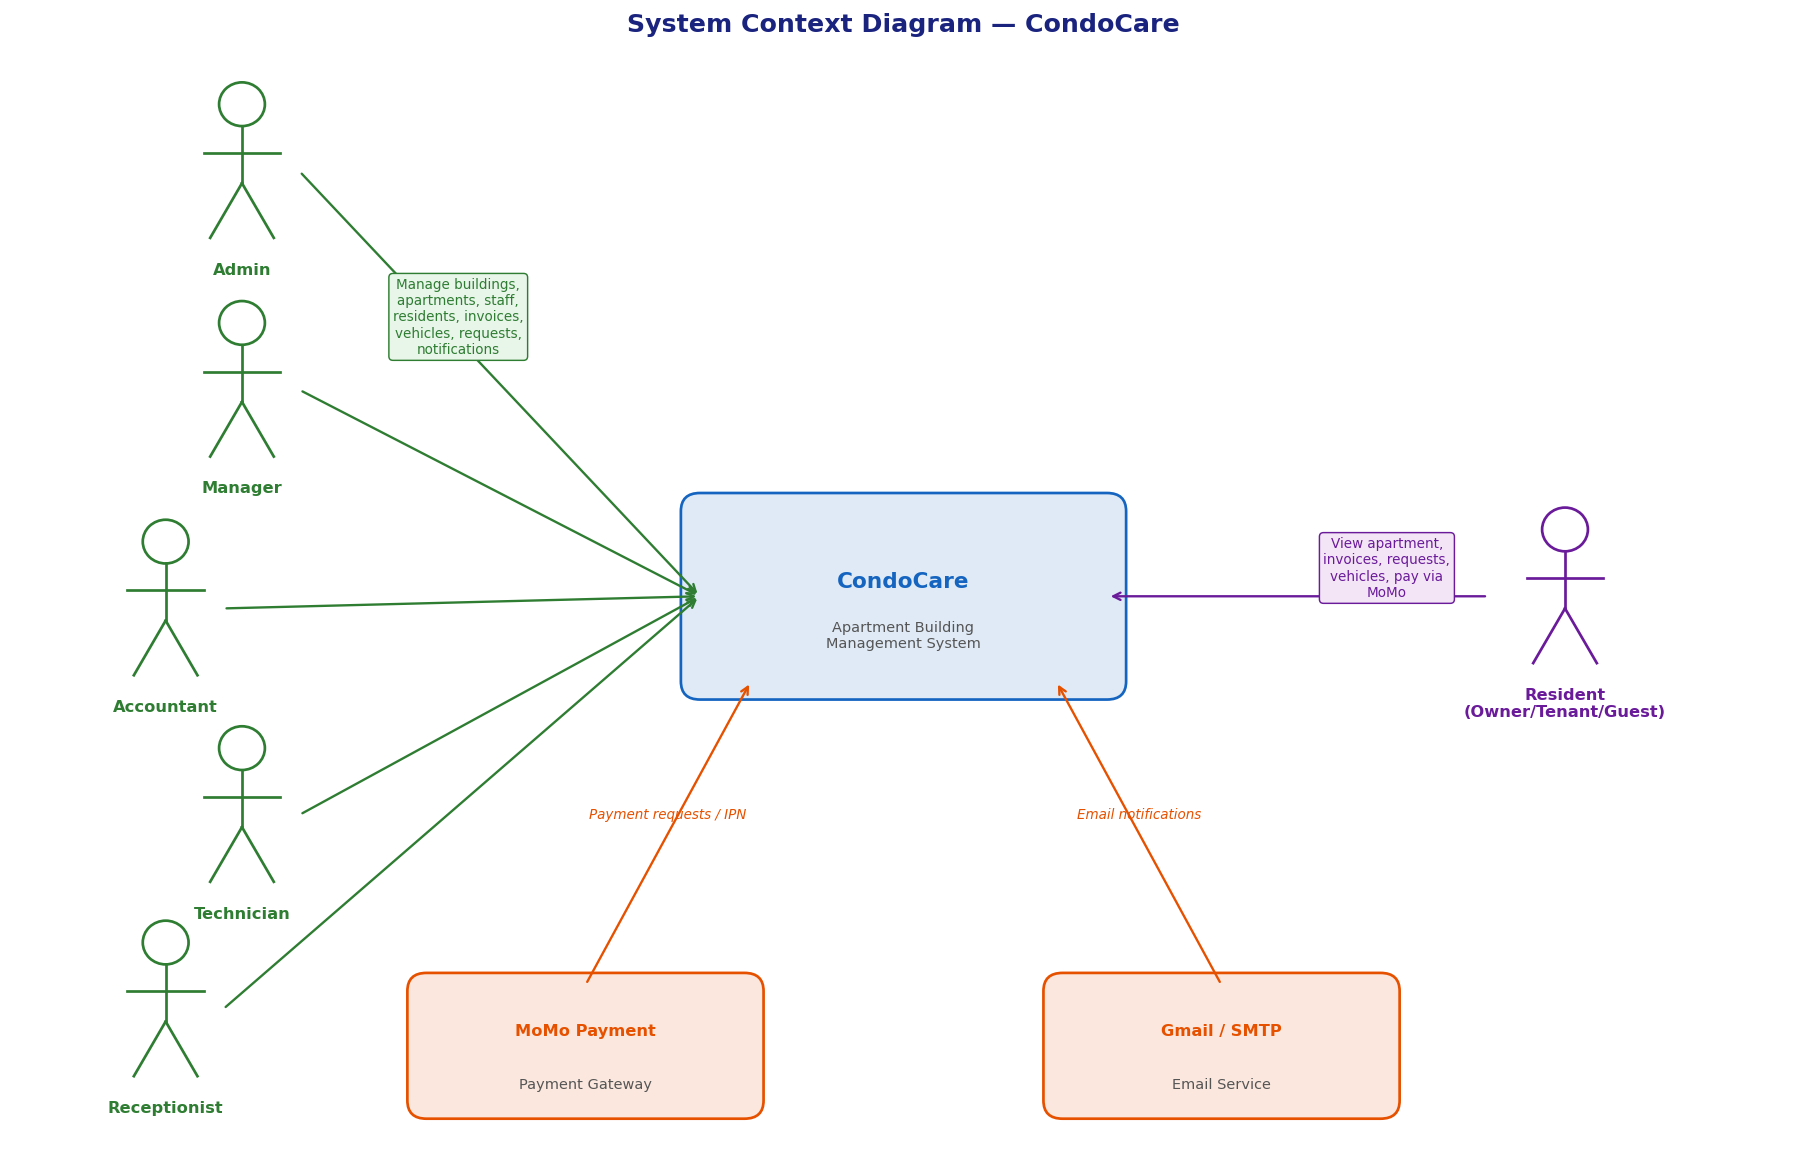 System Context Diagram — CondoCare
Admin
Manage buildings,
apartments, staff,
residents, invoices,
vehicles, requests,
notifications
Manager
CondoCare
Apartment Building
Management System
View apartment,
invoices, requests,
vehicles, pay via
MoMo
Resident
(Owner/Tenant/Guest)
Accountant
Payment requests / IPN
Email notifications
Technician
MoMo Payment
Payment Gateway
Gmail / SMTP
Email Service
Receptionist